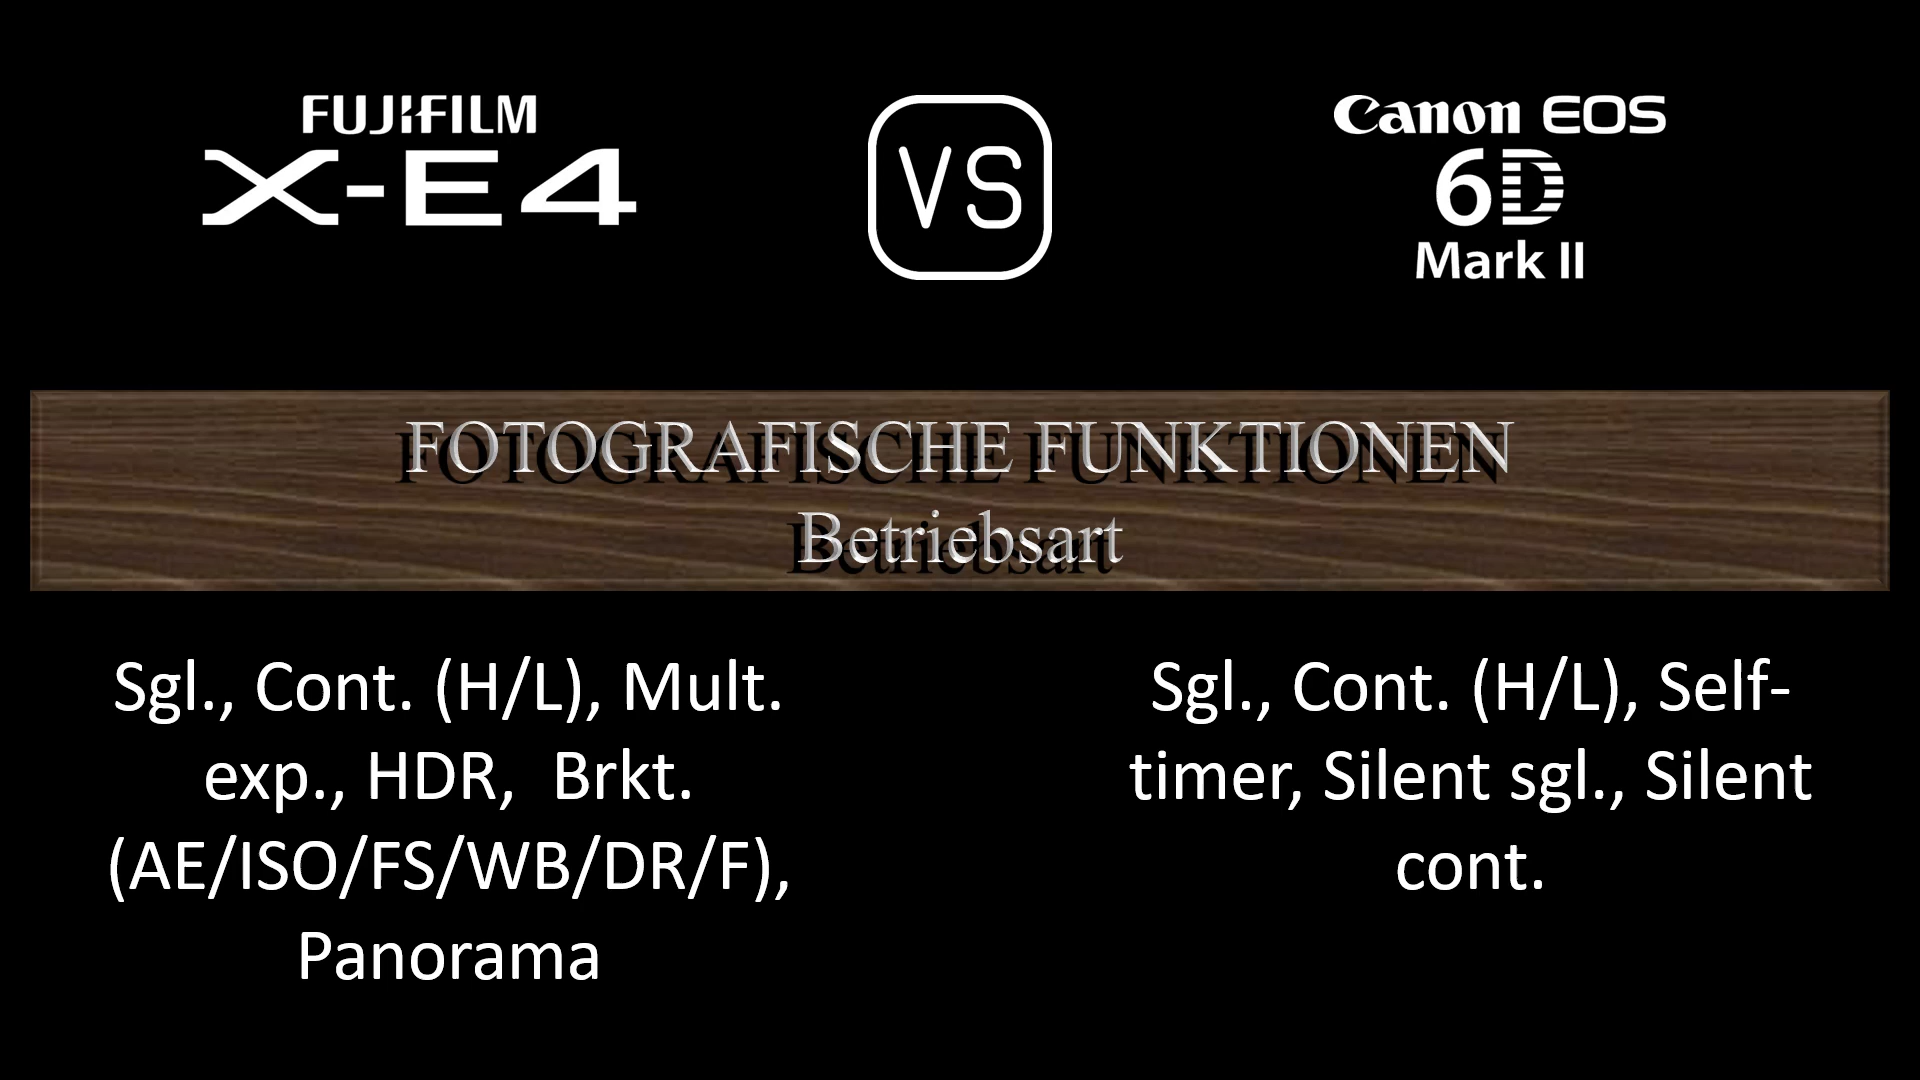 FUJIFILM
X-E4
VS
Canon EOS
6D
Mark II
FOTOGRAFISCHE FUNKTIONEN
Betriebsart
Sgl., Cont. (H/L), Mult.
exp., HDR,  Brkt.
(AE/ISO/FS/WB/DR/F),
Panorama
Sgl., Cont. (H/L), Self-
timer, Silent sgl., Silent
cont.